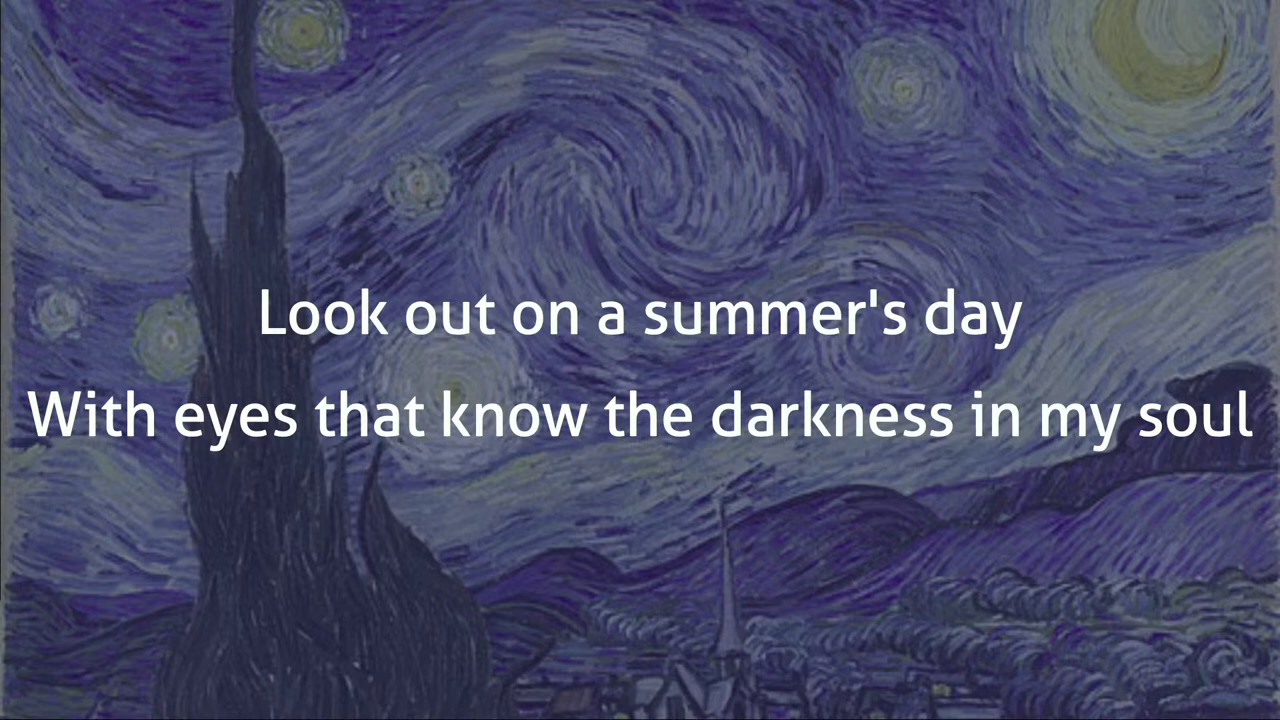 Look out on a summer's day
With eyes that know the darkness in my soul